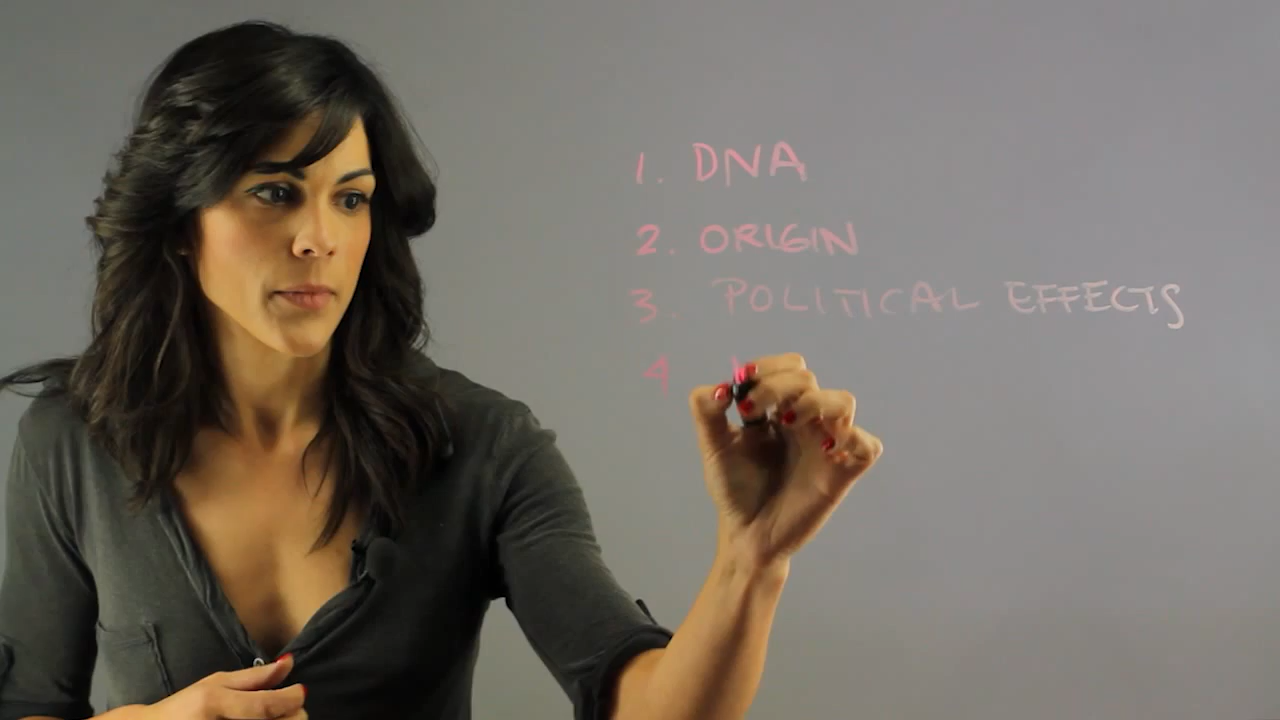 1. DNA
2. ORIGIN
3. POLITICAL EFFECTS
4